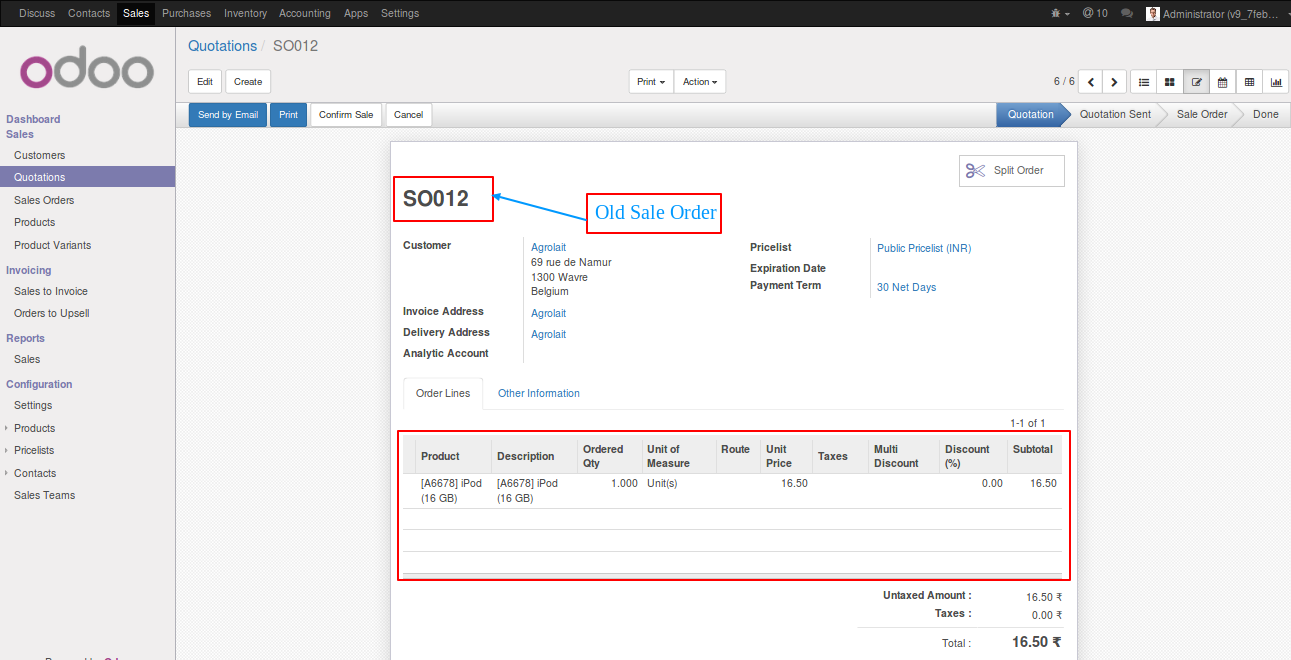 Discuss Contacts Sales Purchases Inventory Accounting Apps Settings @ 10 Administrator (v9_7feb...
odoo
Quotations / SO012
Edit Create Print Action 6 / 6
Send by Email Print Confirm Sale Cancel Quotation Quotation Sent Sale Order Done
Dashboard
Sales
Customers
Quotations
Sales Orders
Products
Product Variants
Invoicing
Sales to Invoice
Orders to Upsell
Reports
Sales
Configuration
Settings
Products
Pricelists
Contacts
Sales Teams
Split Order
SO012
Old Sale Order
Customer Agrolait
69 rue de Namur
1300 Wavre
Belgium
Invoice Address Agrolait
Delivery Address Agrolait
Analytic Account
Pricelist Public Pricelist (INR)
Expiration Date
Payment Term 30 Net Days
Order Lines Other Information
1-1 of 1
Product Description Ordered Qty Unit of Measure Route Unit Price Taxes Multi Discount Discount (%) Subtotal
[A6678] iPod [A6678] iPod 1.000 Unit(s) 16.50 0.00 16.50
(16 GB) (16 GB)
Untaxed Amount : 16.50 ₹
Taxes : 0.00 ₹
Total : 16.50 ₹